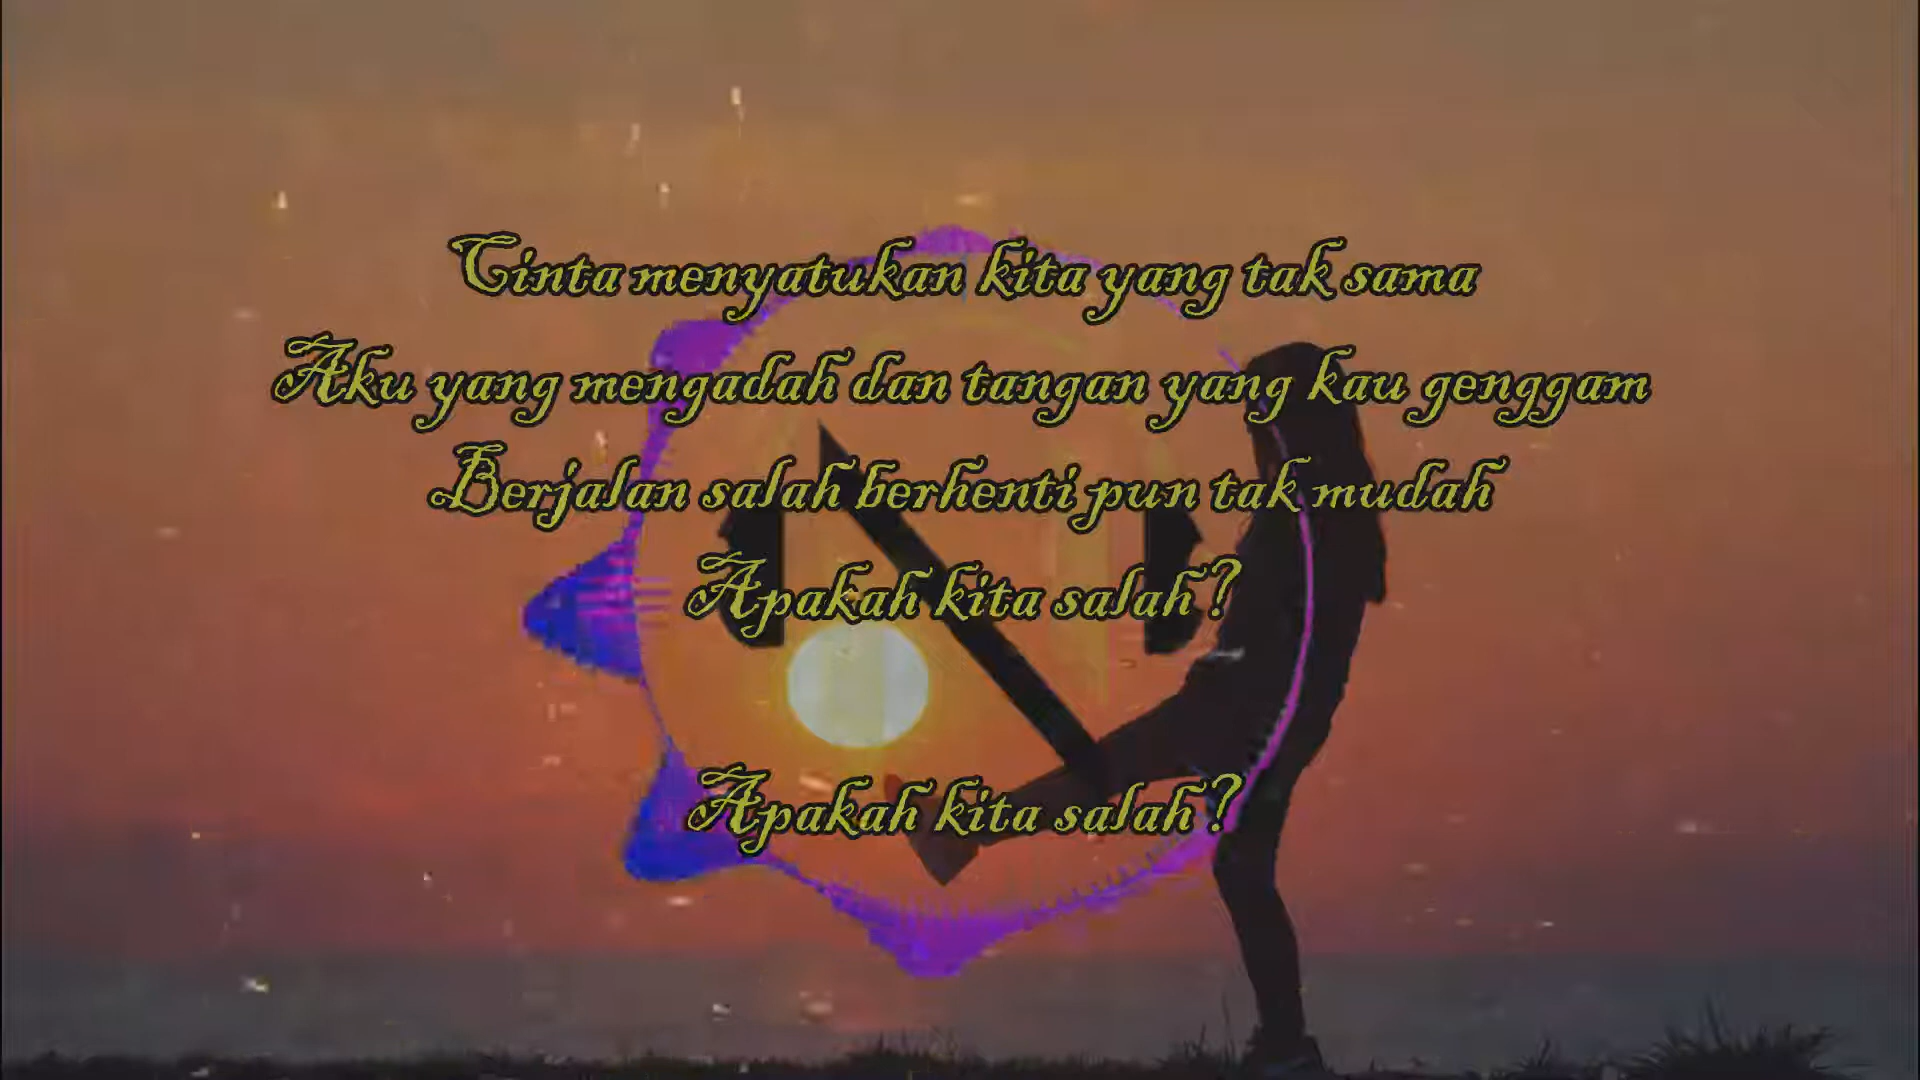 Cinta menyatukan kita yang tak sama
Aku yang mengadah dan tangan yang kau genggam
Berjalan salah berhenti pun tak mudah
Apakah kita salah?
Apakah kita salah?